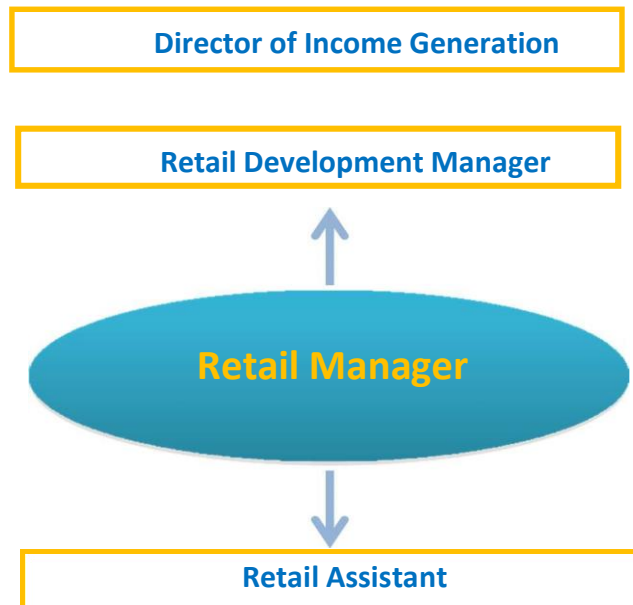 Director of Income Generation
Retail Development Manager
Retail Manager
Retail Assistant